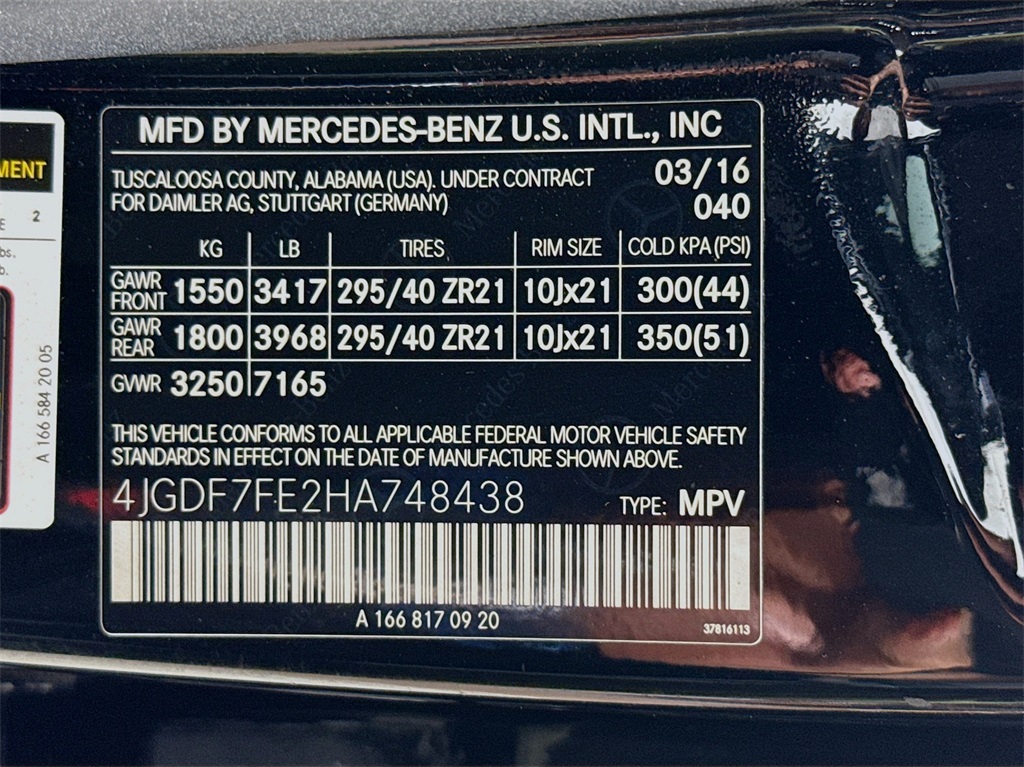 MFD BY MERCEDES-BENZ U.S. INTL., INC
TUSCALOOSA COUNTY, ALABAMA (USA). UNDER CONTRACT
FOR DAIMLER AG, STUTTGART (GERMANY)
03/16
040
KG LB TIRES RIM SIZE COLD KPA (PSI)
GAWR FRONT 1550 3417 295/40 ZR21 10Jx21 300(44)
GAWR REAR 1800 3968 295/40 ZR21 10Jx21 350(51)
GVWR 3250 7165
THIS VEHICLE CONFORMS TO ALL APPLICABLE FEDERAL MOTOR VEHICLE SAFETY
STANDARDS IN EFFECT ON THE DATE OF MANUFACTURE SHOWN ABOVE.
4JGDF7FE2HA748438 TYPE: MPV
A 166 817 09 20
37816113
MENT
2
E
bs.
b.
A 166 584 20 05